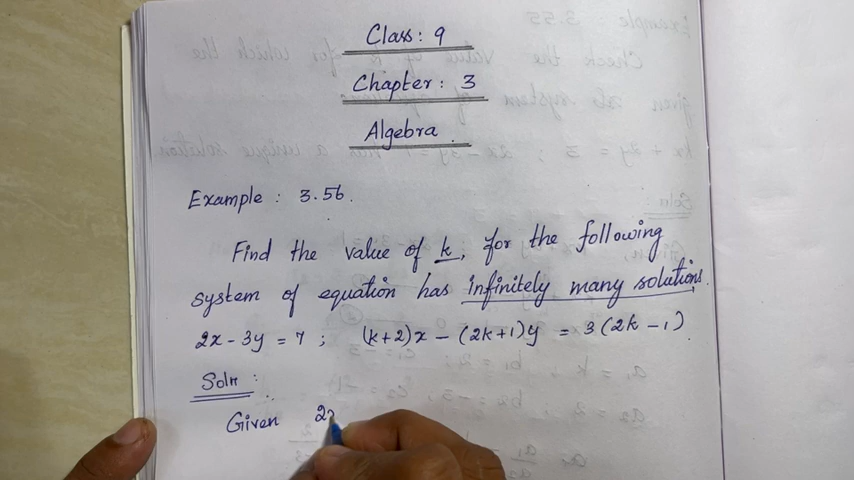 Class: 9
Chapter: 3
Algebra.
Example: 3.56.
Find the value of k, for the following
system of equation has infinitely many solutions.
2x - 3y = 7 ; (k+2)x - (2k+1)y = 3(2k-1).
Soln:
Given 2x